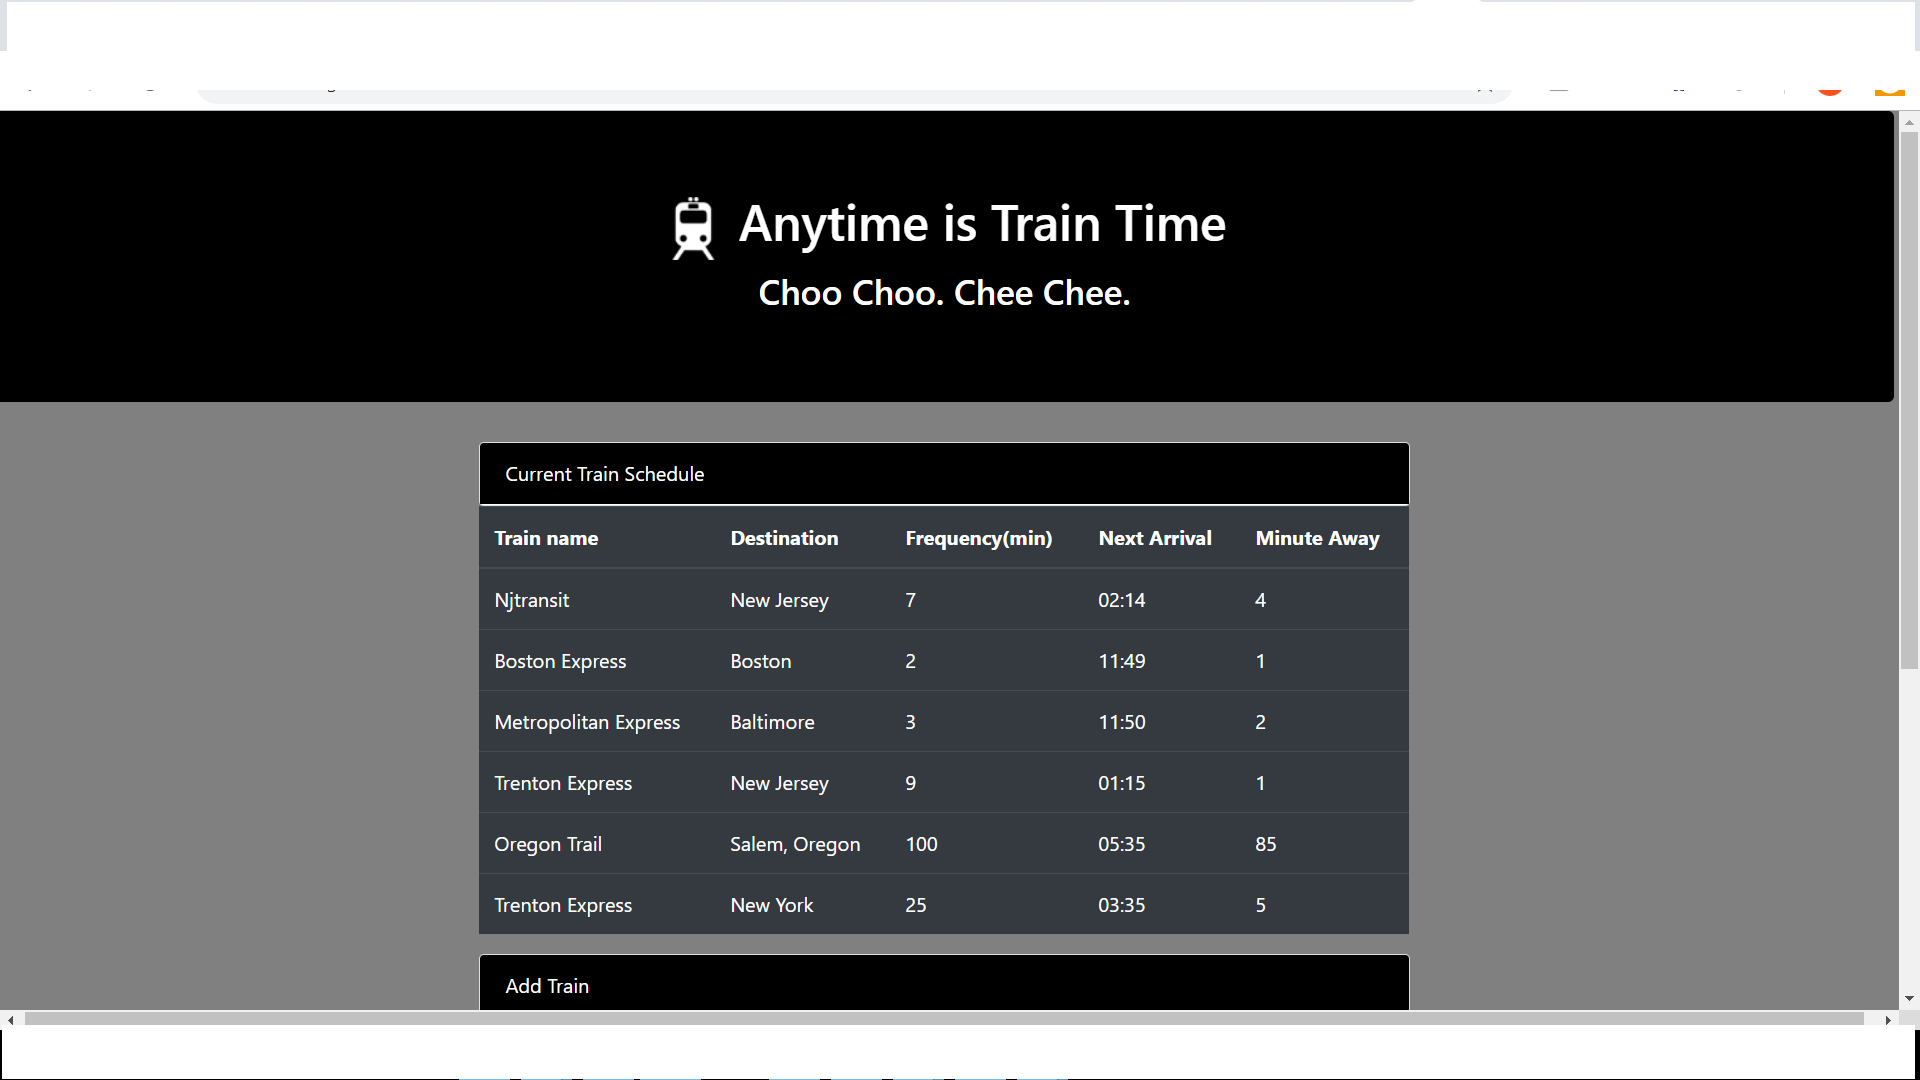 Anytime is Train Time
Choo Choo. Chee Chee.
Current Train Schedule
Train name Destination Frequency(min) Next Arrival Minute Away
Njtransit New Jersey 7 02:14 4
Boston Express Boston 2 11:49 1
Metropolitan Express Baltimore 3 11:50 2
Trenton Express New Jersey 9 01:15 1
Oregon Trail Salem, Oregon 100 05:35 85
Trenton Express New York 25 03:35 5
Add Train